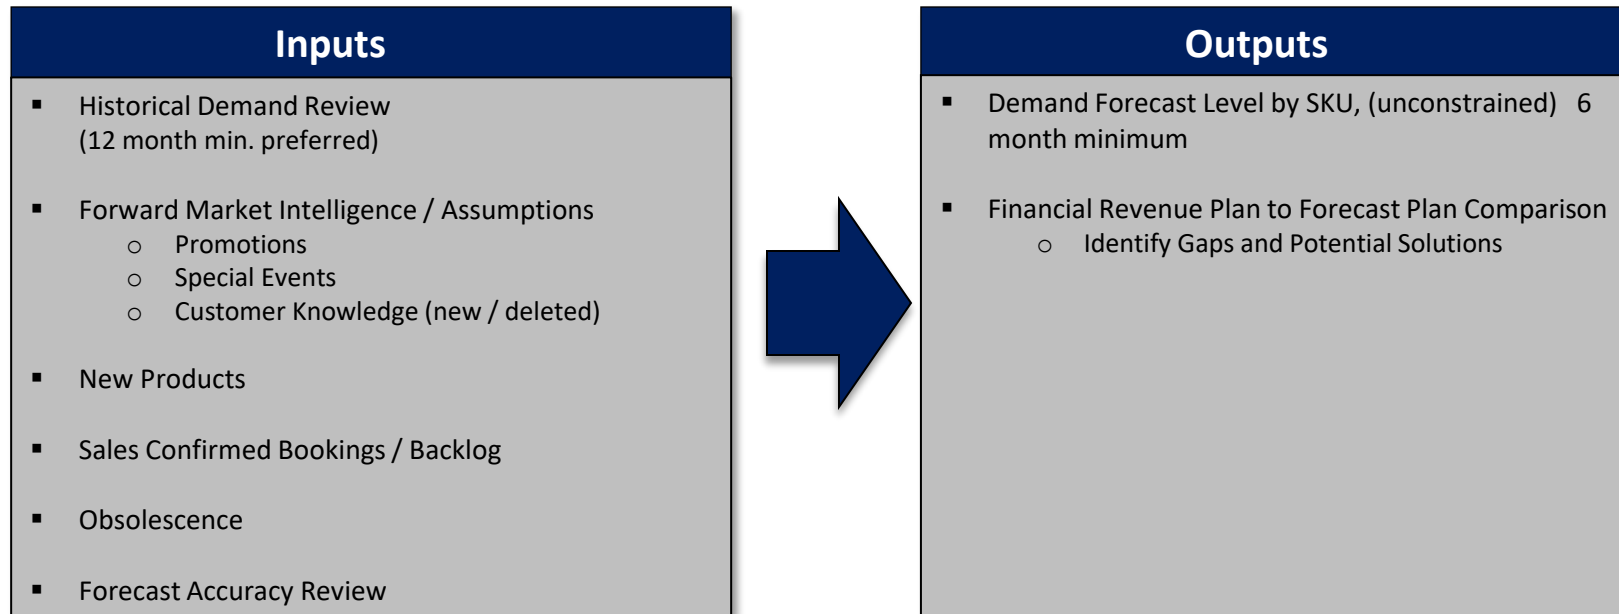 Inputs
▪ Historical Demand Review
(12 month min. preferred)
▪ Forward Market Intelligence / Assumptions
o Promotions
o Special Events
o Customer Knowledge (new / deleted)
▪ New Products
▪ Sales Confirmed Bookings / Backlog
▪ Obsolescence
▪ Forecast Accuracy Review
Outputs
▪ Demand Forecast Level by SKU, (unconstrained) 6
month minimum
▪ Financial Revenue Plan to Forecast Plan Comparison
o Identify Gaps and Potential Solutions